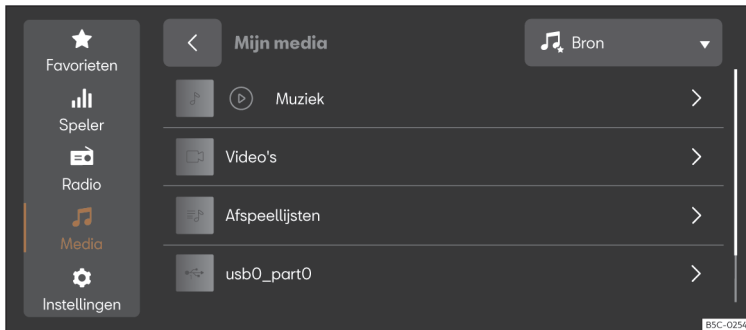 Favorieten
Speler
Radio
Media
Instellingen
Mijn media
Bron
Muziek
Video's
Afspeellijsten
usb0_part0
B5C-0254